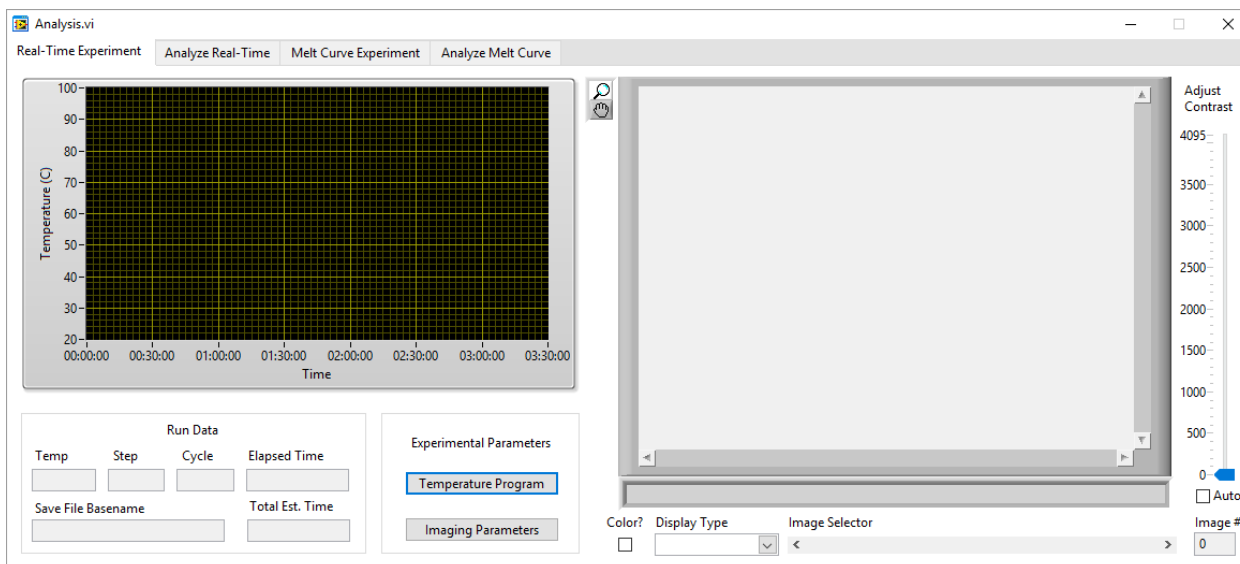 Analysis.vi
Real-Time Experiment Analyze Real-Time Melt Curve Experiment Analyze Melt Curve
100
90
80
70
60
50
40
30
20
Temperature (C)
00:00:00 00:30:00 01:00:00 01:30:00 02:00:00 02:30:00 03:00:00 03:30:00
Time
Adjust
Contrast
4095
3500
3000
2500
2000
1500
1000
500
0
Auto
Run Data
Temp Step Cycle Elapsed Time
Save File Basename Total Est. Time
Experimental Parameters
Temperature Program
Imaging Parameters
Color? Display Type Image Selector Image #
0